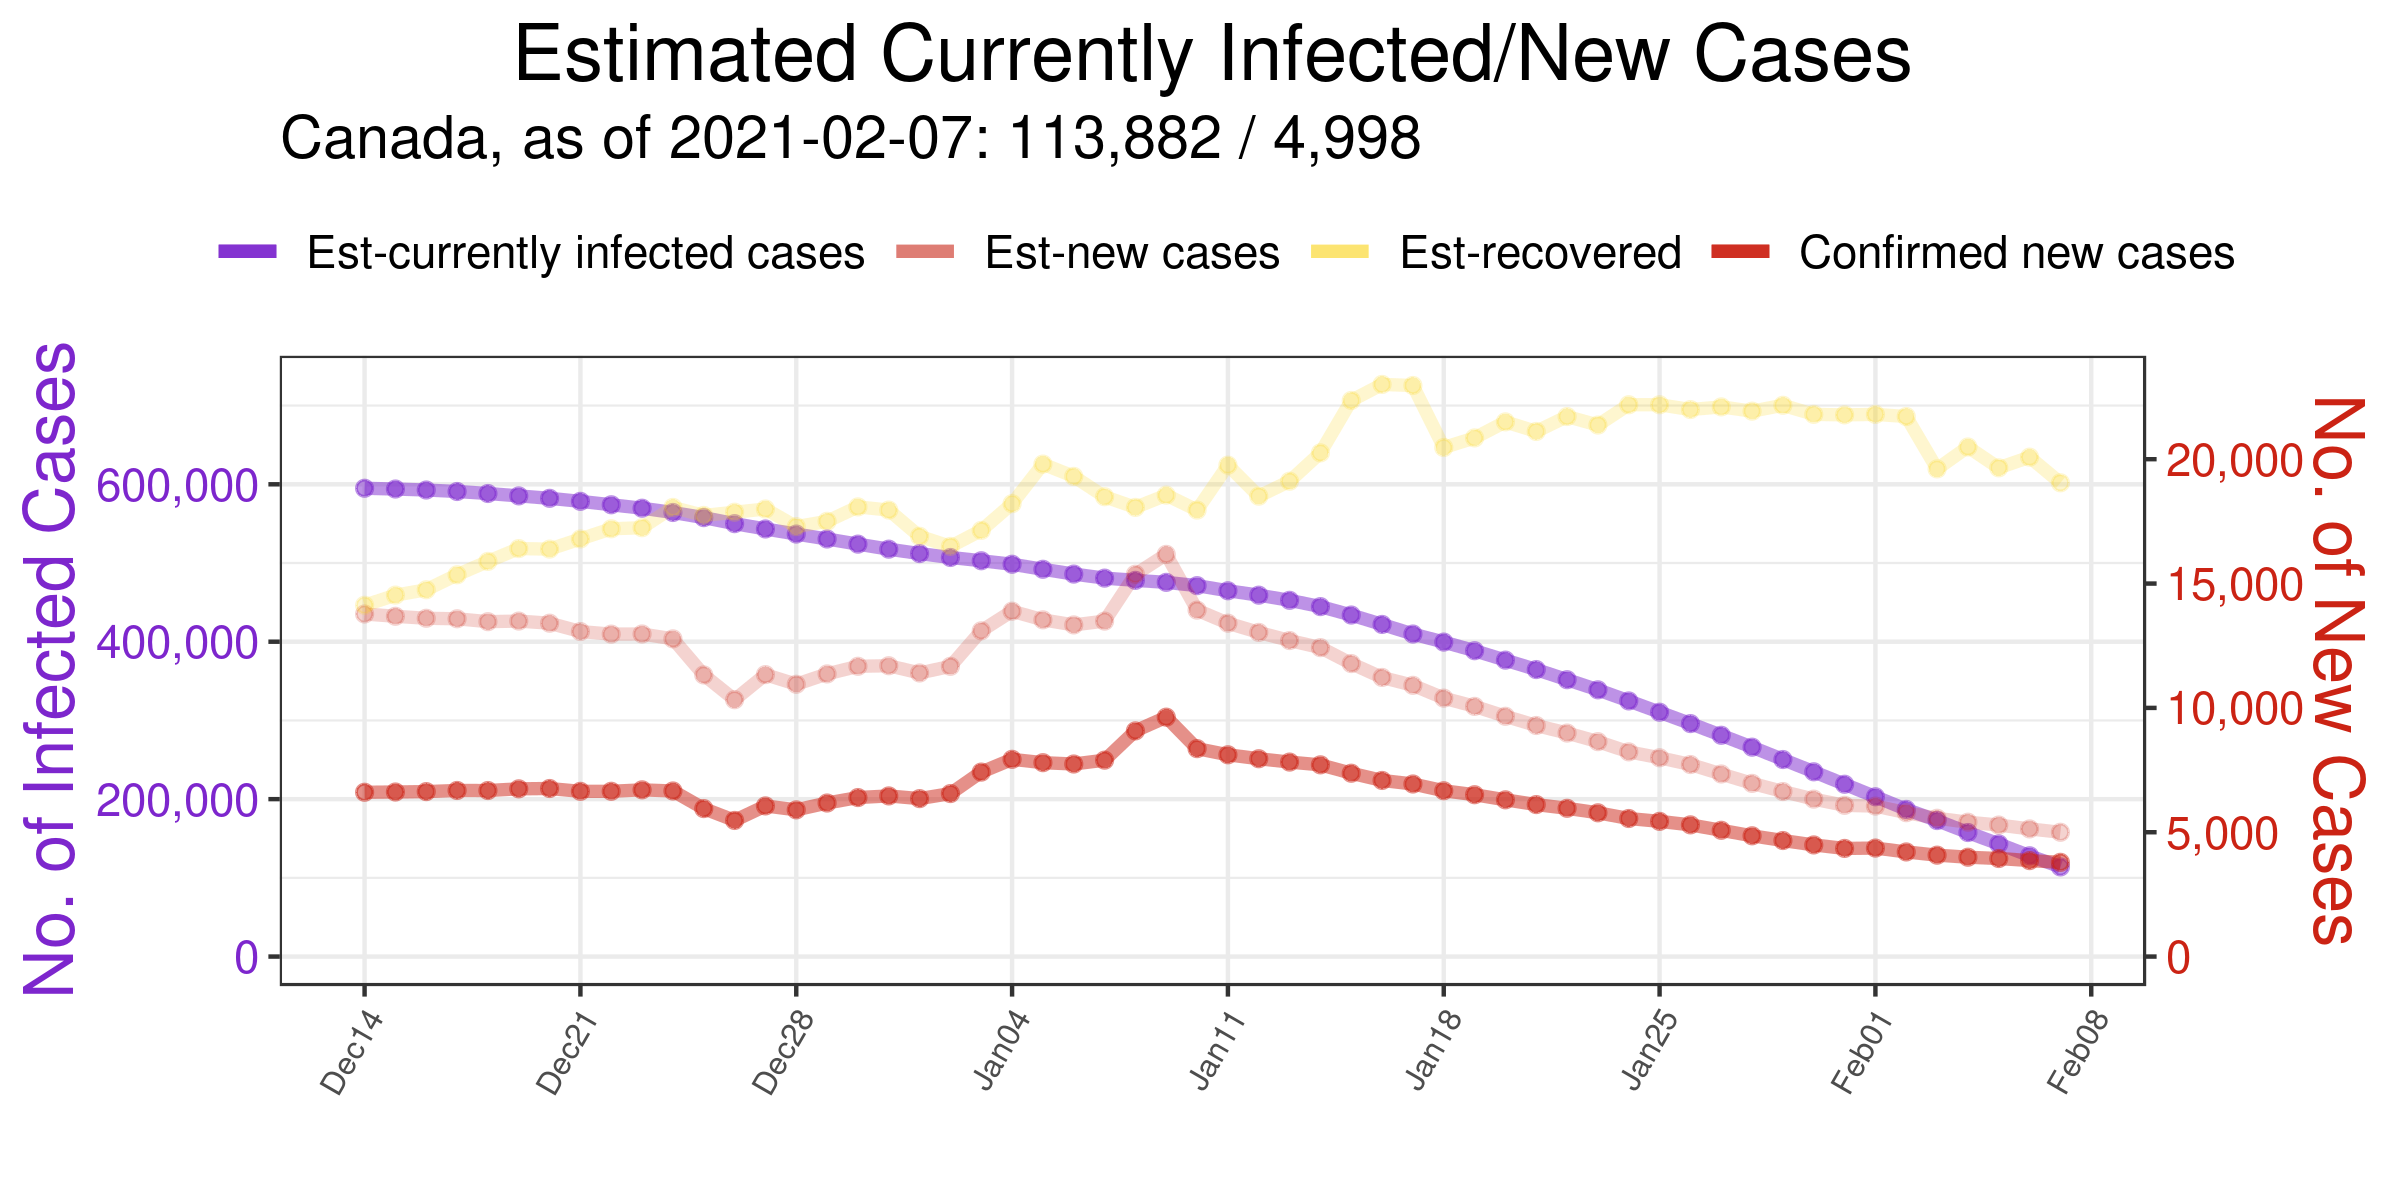 Estimated Currently Infected/New Cases
Canada, as of 2021-02-07: 113,882 / 4,998
Est-currently infected cases
Est-new cases
Est-recovered
Confirmed new cases
No. of Infected Cases
600,000
400,000
200,000
0
20,000
15,000
10,000
5,000
0
No. of New Cases
Dec14
Dec21
Dec28
Jan04
Jan11
Jan18
Jan25
Feb01
Feb08